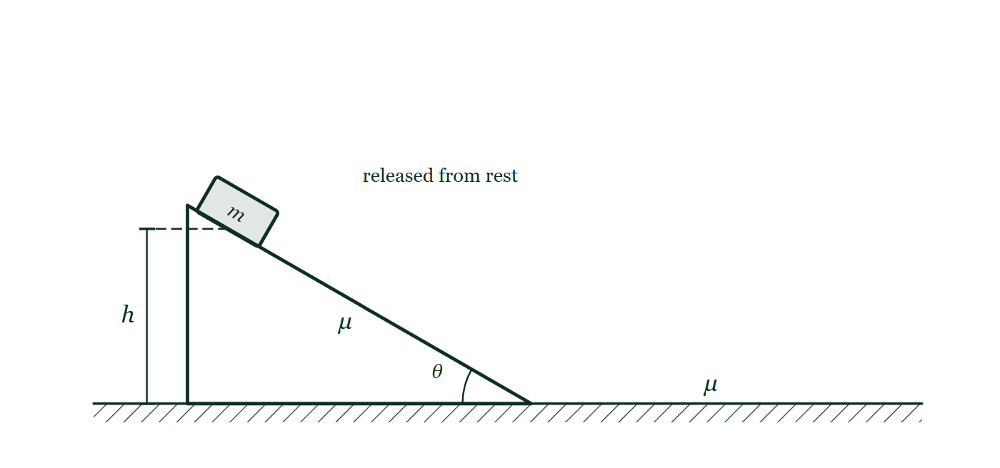 released from rest
m
h
μ
θ
μ